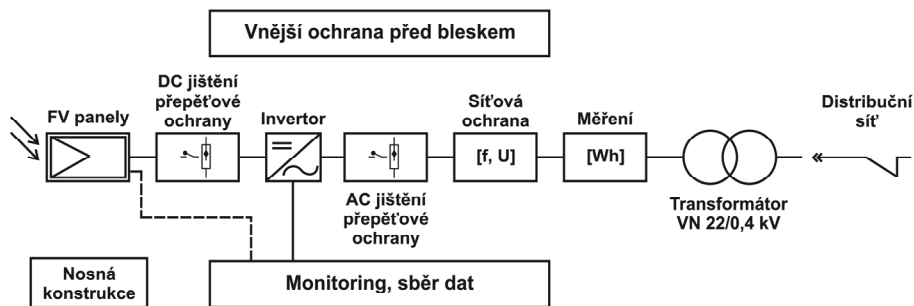 Vnější ochrana před bleskem
FV panely
DC jištění
přepěťové
ochrany
Invertor
AC jištění
přepěťové
ochrany
Síťová
ochrana
[f, U]
Měření
[Wh]
Transformátor
VN 22/0,4 kV
Distribuční
síť
Nosná
konstrukce
Monitoring, sběr dat